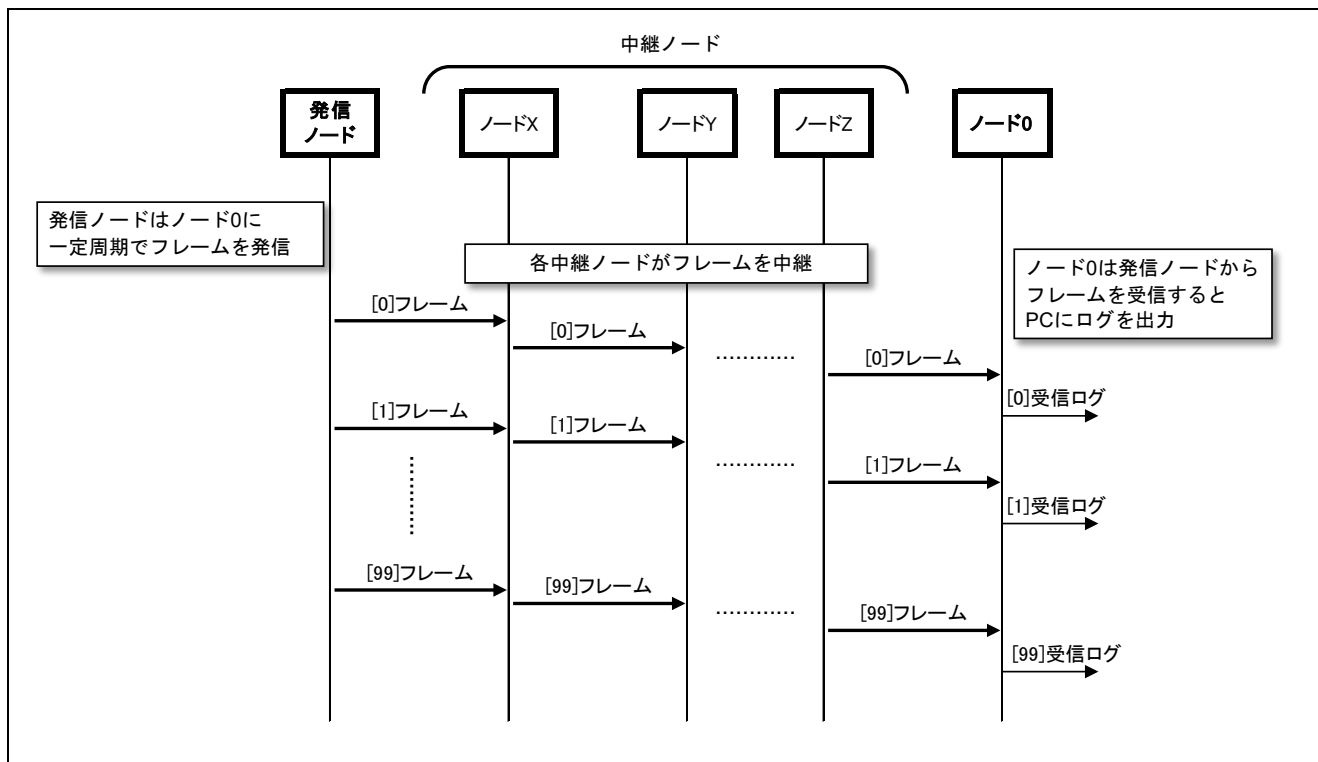 中継ノード
発信
ノード
ノードX
ノードY
ノードZ
ノード0
発信ノードはノード0に
一定周期でフレームを発信
各中継ノードがフレームを中継
ノード0は発信ノードから
フレームを受信すると
PCにログを出力
[0]フレーム
[0]フレーム
............
[0]フレーム
[0]受信ログ
[1]フレーム
[1]フレーム
............
[1]フレーム
[1]受信ログ
[99]フレーム
[99]フレーム
............
[99]フレーム
[99]受信ログ